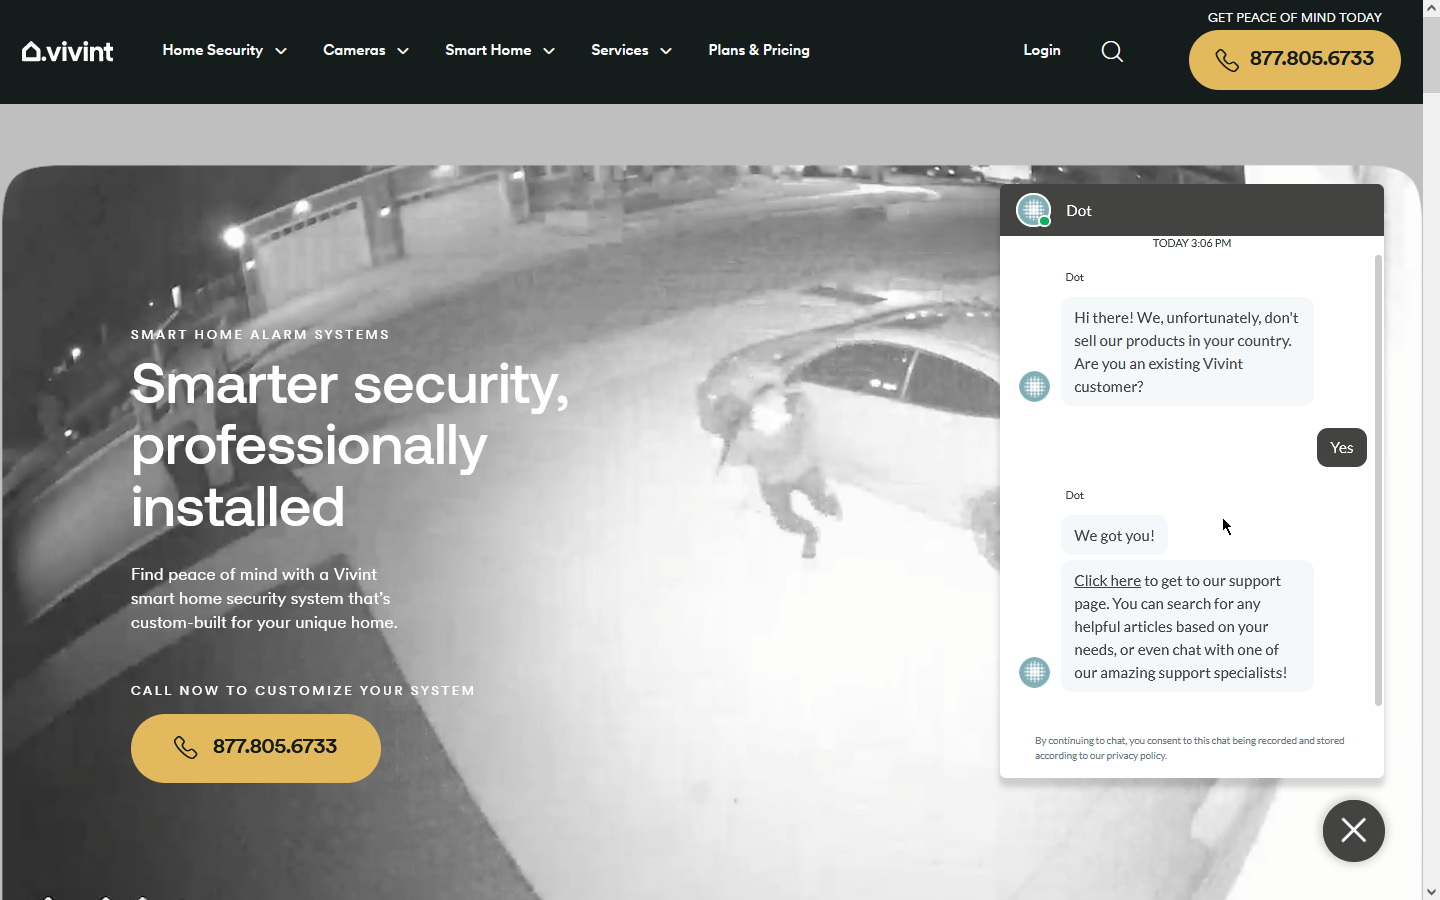 GET PEACE OF MIND TODAY
vivint
Home Security
Cameras
Smart Home
Services
Plans & Pricing
Login
877.805.6733
SMART HOME ALARM SYSTEMS
Smarter security,
professionally
installed
Find peace of mind with a Vivint
smart home security system that's
custom-built for your unique home.
CALL NOW TO CUSTOMIZE YOUR SYSTEM
877.805.6733
Dot
TODAY 3:06 PM
Dot
Hi there! We, unfortunately, don't
sell our products in your country.
Are you an existing Vivint
customer?
Yes
Dot
We got you!
Click here to get to our support
page. You can search for any
helpful articles based on your
needs, or even chat with one of
our amazing support specialists!
By continuing to chat, you consent to this chat being recorded and stored
according to our privacy policy.